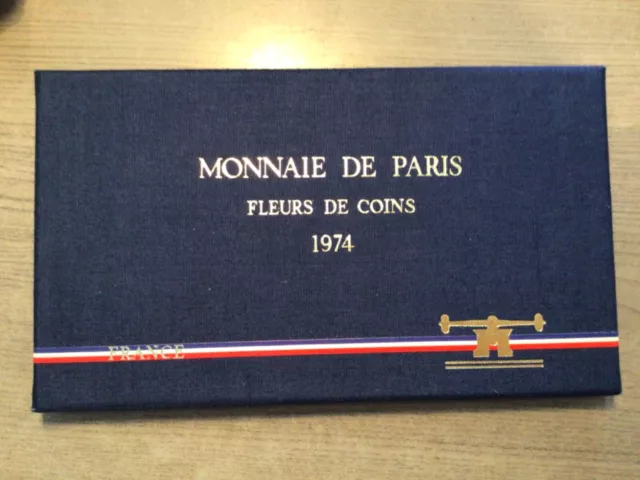 MONNAIE DE PARIS
FLEURS DE COINS
1974
FRANCE